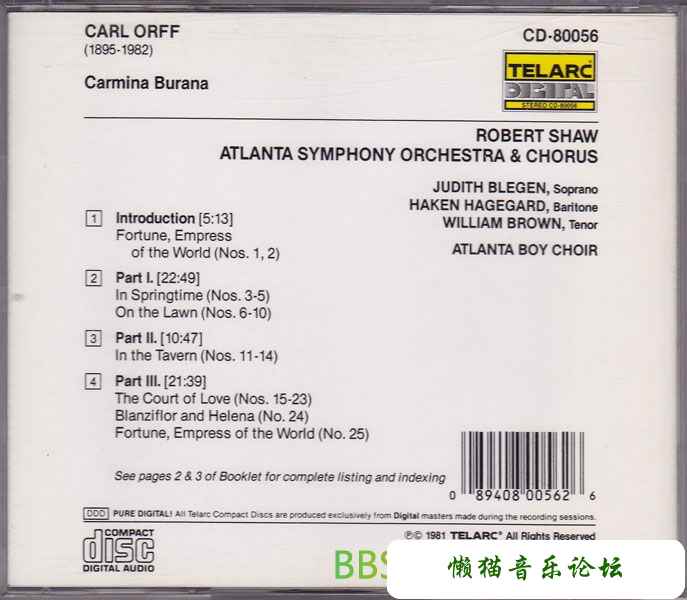 CARL ORFF
(1895-1982)
CD-80056
Carmina Burana
TELARC
DIGITAL
STEREO CD-80056
ROBERT SHAW
ATLANTA SYMPHONY ORCHESTRA & CHORUS
JUDITH BLEGEN, Soprano
HAKEN HAGEGARD, Baritone
WILLIAM BROWN, Tenor
ATLANTA BOY CHOIR
1 Introduction [5:13]
Fortune, Empress
of the World (Nos. 1, 2)
2 Part I. [22:49]
In Springtime (Nos. 3-5)
On the Lawn (Nos. 6-10)
3 Part II. [10:47]
In the Tavern (Nos. 11-14)
4 Part III. [21:39]
The Court of Love (Nos. 15-23)
Blanziflor and Helena (No. 24)
Fortune, Empress of the World (No. 25)
See pages 2 & 3 of Booklet for complete listing and indexing
0 89408 00562 6
DDD PURE DIGITAL! All Telarc Compact Discs are produced exclusively from Digital masters made during the recording sessions.
COMPACT
disc
DIGITAL AUDIO
℗© 1981 TELARC® All Rights Reserved
BBS
懒猫音乐论坛